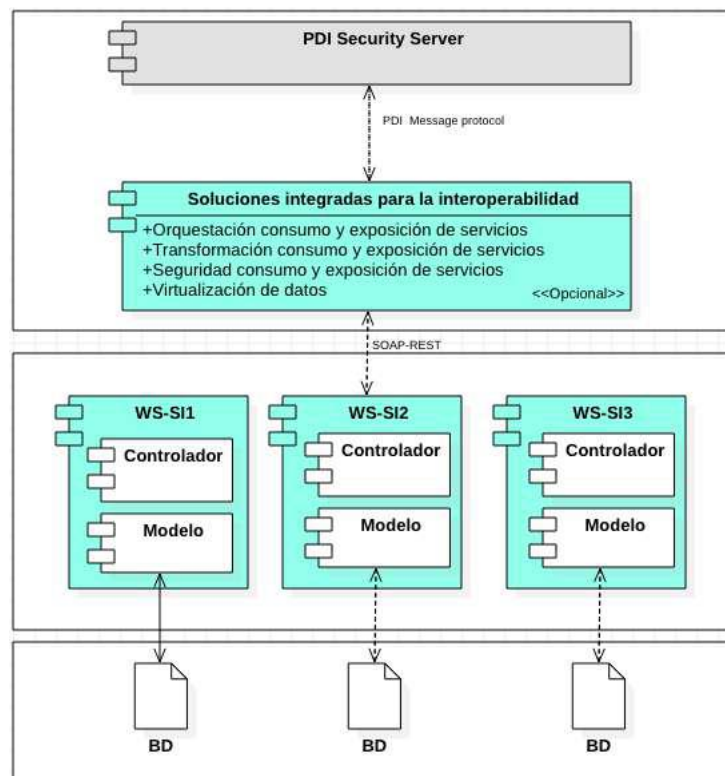 PDI Security Server
PDI Message protocol
Soluciones integradas para la interoperabilidad
+Orquestación consumo y exposición de servicios
+Transformación consumo y exposición de servicios
+Seguridad consumo y exposición de servicios
+Virtualización de datos
<<Opcional>>
SOAP-REST
WS-SI1
Controlador
Modelo
WS-SI2
Controlador
Modelo
WS-SI3
Controlador
Modelo
BD
BD
BD